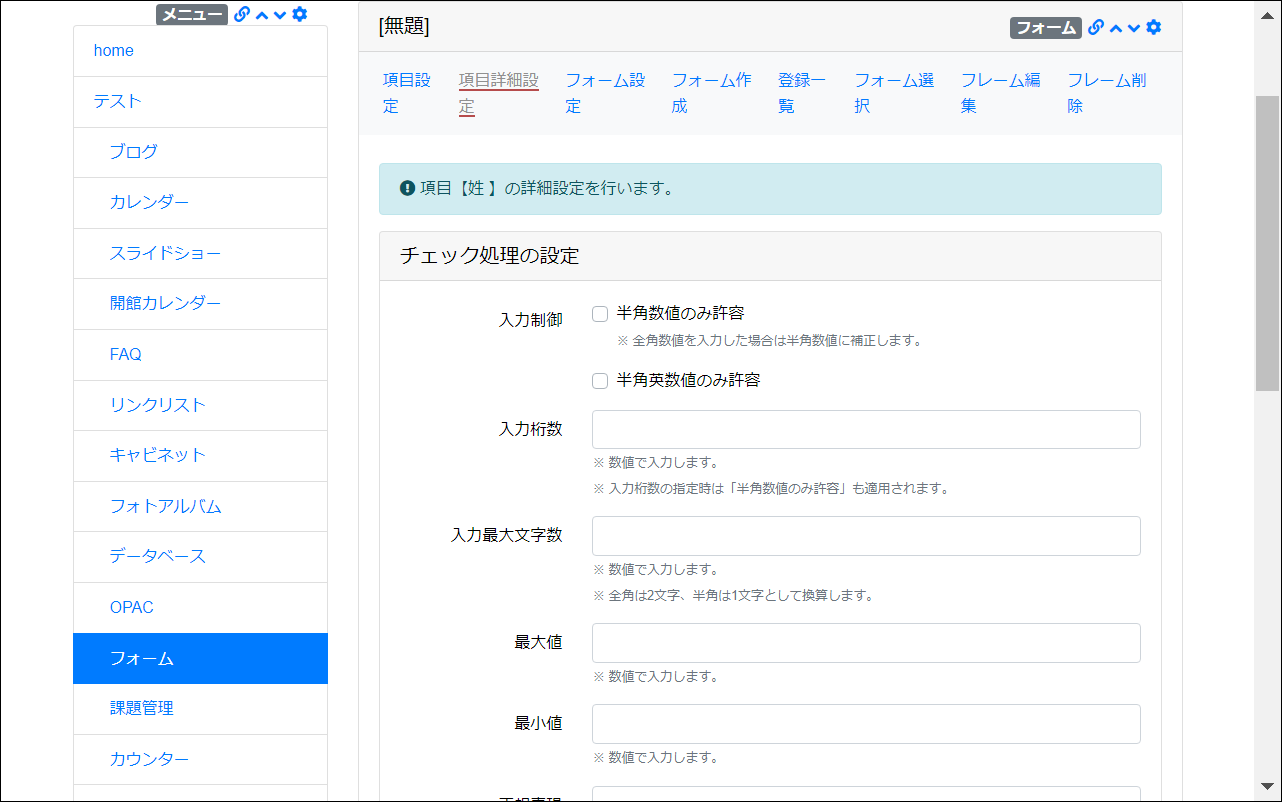 メニュー
home
テスト
ブログ
カレンダー
スライドショー
開館カレンダー
FAQ
リンクリスト
キャビネット
フォトアルバム
データベース
OPAC
フォーム
課題管理
カウンター
[無題]
フォーム
項目設定
項目詳細設定
フォーム設定
フォーム作成
登録一覧
フォーム選択
フレーム編集
フレーム削除
項目【姓 】の詳細設定を行います。
チェック処理の設定
入力制御
半角数値のみ許容
※ 全角数値を入力した場合は半角数値に補正します。
半角英数値のみ許容
入力桁数
※ 数値で入力します。
※ 入力桁数の指定時は「半角数値のみ許容」も適用されます。
入力最大文字数
※ 数値で入力します。
※ 全角は2文字、半角は1文字として換算します。
最大値
※ 数値で入力します。
最小値
※ 数値で入力します。